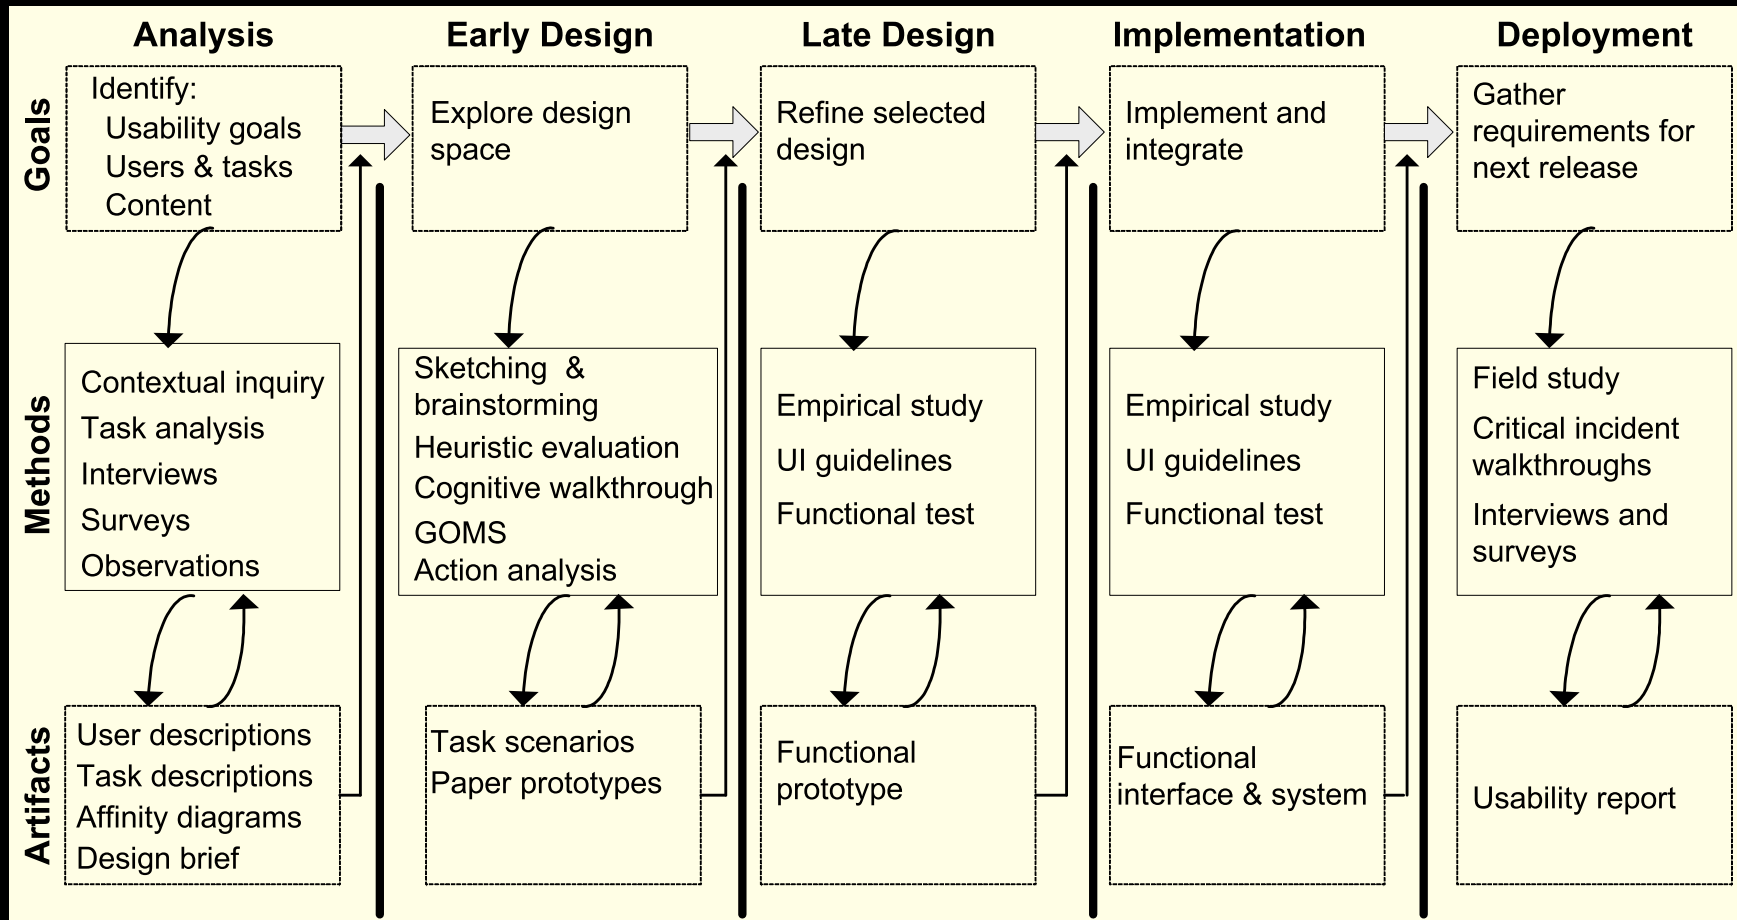 Analysis
Early Design
Late Design
Implementation
Deployment
Goals
Identify:
Usability goals
Users & tasks
Content
Explore design
space
Refine selected
design
Implement and
integrate
Gather
requirements for
next release
Methods
Contextual inquiry
Task analysis
Interviews
Surveys
Observations
Sketching &
brainstorming
Heuristic evaluation
Cognitive walkthrough
GOMS
Action analysis
Empirical study
UI guidelines
Functional test
Empirical study
UI guidelines
Functional test
Field study
Critical incident
walkthroughs
Interviews and
surveys
Artifacts
User descriptions
Task descriptions
Affinity diagrams
Design brief
Task scenarios
Paper prototypes
Functional
prototype
Functional
interface & system
Usability report